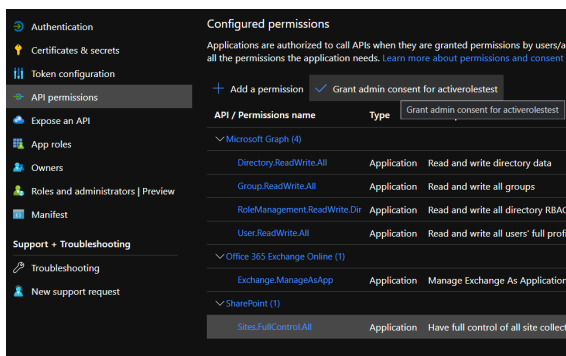 Authentication
Certificates & secrets
Token configuration
API permissions
Expose an API
App roles
Owners
Roles and administrators | Preview
Manifest
Support + Troubleshooting
Troubleshooting
New support request
Configured permissions
Applications are authorized to call APIs when they are granted permissions by users/a
all the permissions the application needs. Learn more about permissions and consent
Add a permission
Grant admin consent for activerolestest
Grant admin consent for activerolestest
API / Permissions name Type
Microsoft Graph (4)
Directory.ReadWrite.All Application Read and write directory data
Group.ReadWrite.All Application Read and write all groups
RoleManagement.ReadWrite.Dir Application Read and write all directory RBAC
User.ReadWrite.All Application Read and write all users' full prof
Office 365 Exchange Online (1)
Exchange.ManageAsApp Application Manage Exchange As Application
SharePoint (1)
Sites.FullControl.All Application Have full control of all site collec